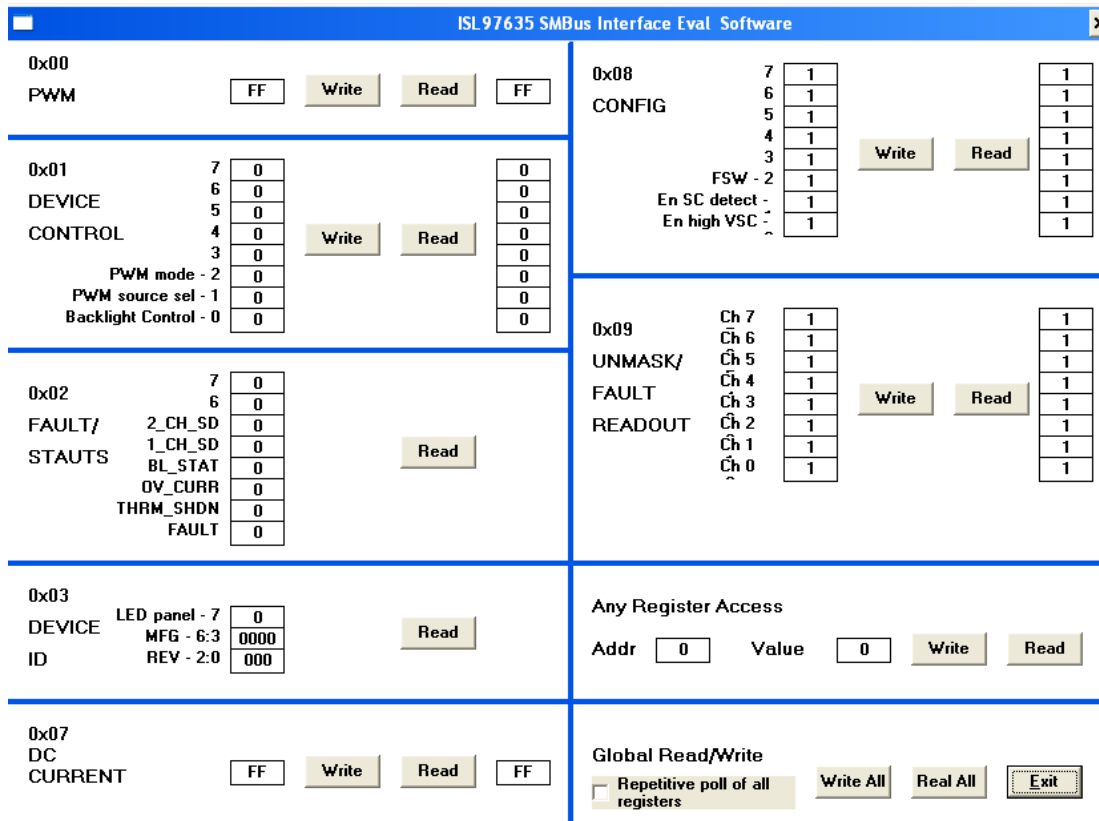 ISL97635 SMBus Interface Eval Software
0x00
PWM
FF Write Read FF
0x01
DEVICE
CONTROL
7 0 0
6 0 0
5 0 0
4 0 Write Read 0
3 0 0
PWM mode - 2 0 0
PWM source sel - 1 0 0
Backlight Control - 0 0 0
0x02
FAULT/
STAUTS
7 0
6 0
2_CH_SD 0
1_CH_SD 0 Read
BL_STAT 0
OV_CURR 0
THRM_SHDN 0
FAULT 0
0x03
DEVICE
ID
LED panel - 7 0
MFG - 6:3 0000 Read
REV - 2:0 000
0x07
DC
CURRENT
FF Write Read FF
0x08
CONFIG
7 1 1
6 1 1
5 1 1
4 1 1
3 1 Write Read 1
FSW - 2 1 1
En SC detect - 1 1
En high VSC - 1 1
0x09
UNMASK/
FAULT
READOUT
Ch 7 1 1
Ch 6 1 1
Ch 5 1 1
Ch 4 1 1
Ch 3 1 Write Read 1
Ch 2 1 1
Ch 1 1 1
Ch 0 1 1
Any Register Access
Addr 0 Value 0 Write Read
Global Read/Write
Repetitive poll of all
registers
Write All Real All Exit